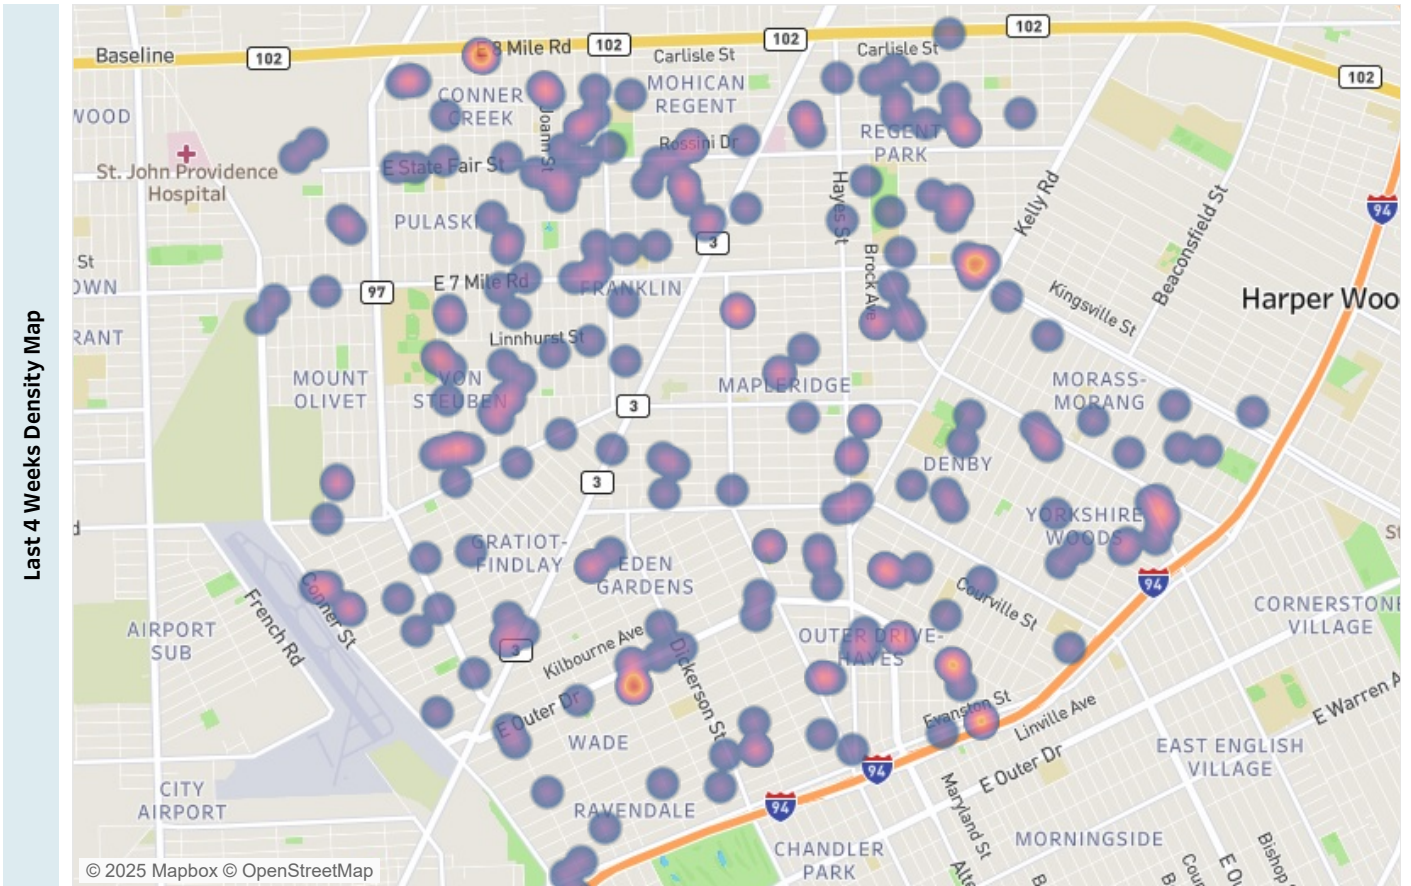 Last 4 Weeks Density Map
102
102
Carlisle St
102
E 8 Mile Rd
102
Carlisle St
Baseline
102
102
MOHICAN
REGENT
CONNER
CREEK
Joann St
WOOD
REGENT
PARK
Rossini Dr
St. John Providence
Hospital
E State Fair St
Hayes St
Kelly Rd
Beaconsfield St
94
PULASKI
3
St
OWN
97
E 7 Mile Rd
FRANKLIN
Brock Ave
Kingsville St
Harper Woo
RANT
Linnhurst St
MOUNT
OLIVET
VON
STEUBEN
MAPLERIDGE
MORASS-
MORANG
3
DENBY
3
d
YORKSHIRE
WOODS
St
GRATIOT-
FINDLAY
EDEN
GARDENS
94
Conner St
French Rd
Courville St
CORNERSTONE
VILLAGE
AIRPORT
SUB
3
Kilbourne Ave
Dickerson St
OUTER DRIVE-
HAYES
E Outer Dr
Evanston St
Linville Ave
E Warren A
WADE
94
E Outer Dr
EAST ENGLISH
VILLAGE
CITY
AIRPORT
RAVENDALE
94
Maryland St
MORNINGSIDE
CHANDLER
PARK
Alte
B
Cour
B
E Ou
Bishop
© 2025 Mapbox © OpenStreetMap